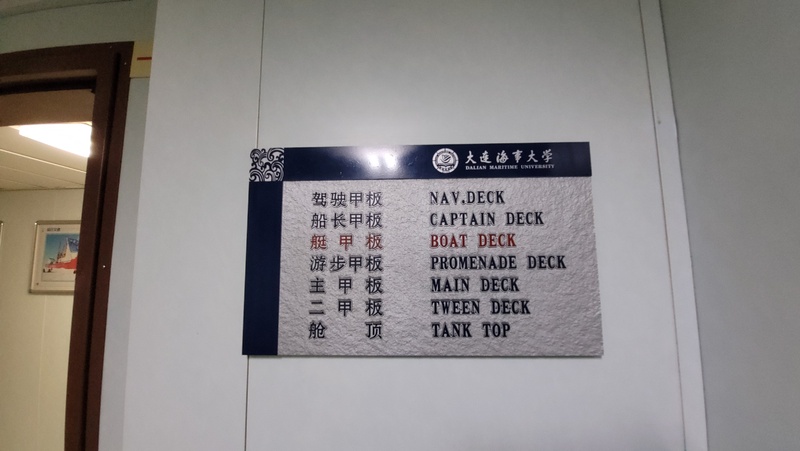 大连海事大学
DALIAN MARITIME UNIVERSITY
驾驶甲板 NAV.DECK
船长甲板 CAPTAIN DECK
艇甲板 BOAT DECK
游步甲板 PROMENADE DECK
主甲板 MAIN DECK
二甲板 TWEEN DECK
舱顶 TANK TOP